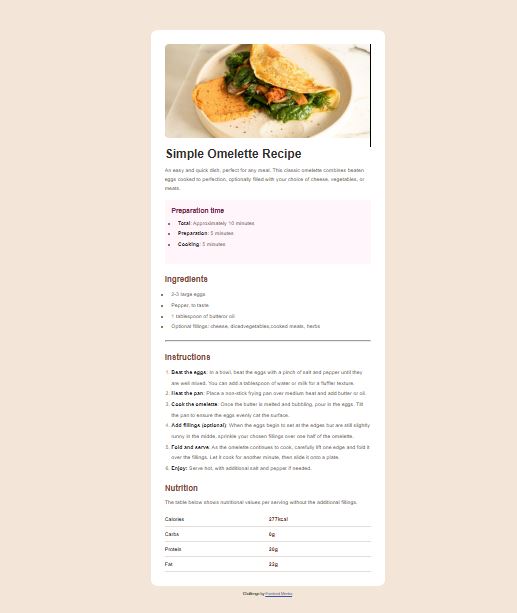 Simple Omelette Recipe
An easy and quick dish, perfect for any meal. This classic omelette combines beaten
eggs cooked to perfection, optionally filled with your choice of cheese, vegetables, or
meats.
Preparation time
• Total: Approximately 10 minutes
• Preparation: 5 minutes
• Cooking: 5 minutes
Ingredients
• 2-3 large eggs
• Pepper, to taste
• 1 tablespoon of butteror oil
• Optional fillings: cheese, dicedvegetables,cooked meats, herbs
Instructions
1. Beat the eggs: In a bowl, beat the eggs with a pinch of salt and pepper until they
are well mixed. You can add a tablespoon of water or milk for a fluffier texture.
2. Heat the pan: Place a non-stick frying pan over medium heat and add butter or oil.
3. Cook the omelette: Once the butter is melted and bubbling, pour in the eggs. Tilt
the pan to ensure the eggs evenly cat the surface.
4. Add fillings (optional): When the eggs begin to set at the edges but are still slightly
runny in the midde, sprinkle your chosen fillings over one half of the omelette.
5. Fold and serve: As the omelette continues to cook, carefully lift one edge and fold it
over the fillings. Let it cook for another minute, then slide it onto a plate.
6. Enjoy: Serve hot, with additional salt and pepper if needed.
Nutrition
The table below shows nutritional values per serving without the additional fillings.
Calories 277kcal
Carbs 0g
Protein 20g
Fat 22g
Challenge by Frontend Mentor